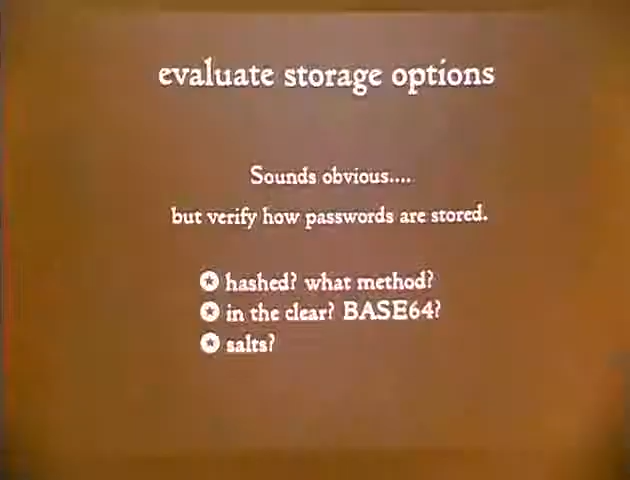 evaluate storage options
Sounds obvious....
but verify how passwords are stored.
hashed? what method?
in the clear? BASE64?
salts?